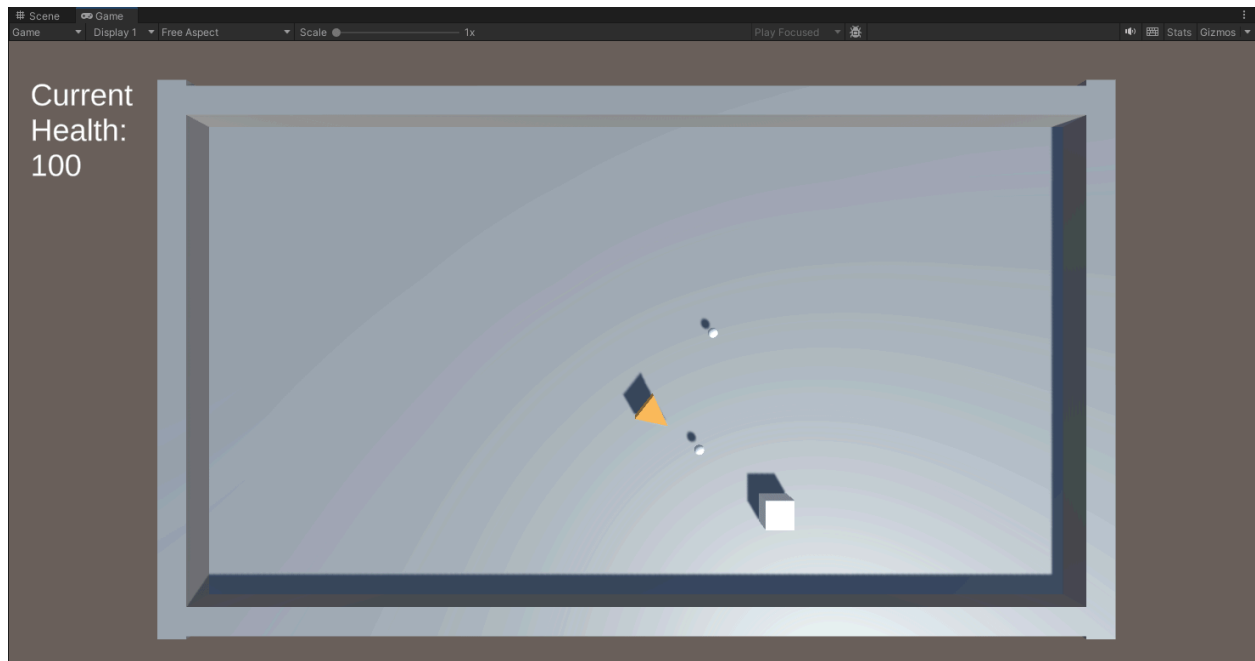 Scene Game
Game Display 1 Free Aspect Scale 1x Play Focused Stats Gizmos
Current
Health:
100